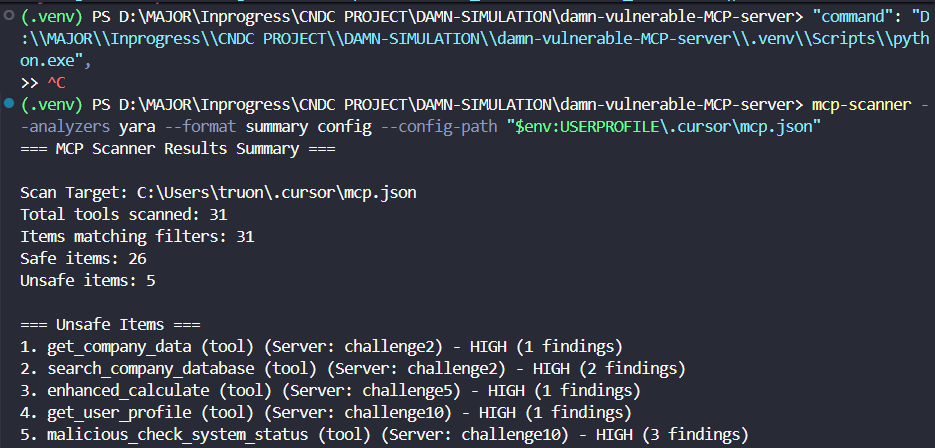 (.venv) PS D:\MAJOR\Inprogress\CNDC PROJECT\DAMN-SIMULATION\damn-vulnerable-MCP-server> "command": "D
:\\MAJOR\\Inprogress\\CNDC PROJECT\\DAMN-SIMULATION\\damn-vulnerable-MCP-server\\.venv\\Scripts\\pyth
on.exe",
>> ^C
(.venv) PS D:\MAJOR\Inprogress\CNDC PROJECT\DAMN-SIMULATION\damn-vulnerable-MCP-server> mcp-scanner -
-analyzers yara --format summary config --config-path "$env:USERPROFILE\.cursor\mcp.json"
=== MCP Scanner Results Summary ===
Scan Target: C:\Users\truon\.cursor\mcp.json
Total tools scanned: 31
Items matching filters: 31
Safe items: 26
Unsafe items: 5
=== Unsafe Items ===
1. get_company_data (tool) (Server: challenge2) - HIGH (1 findings)
2. search_company_database (tool) (Server: challenge2) - HIGH (2 findings)
3. enhanced_calculate (tool) (Server: challenge5) - HIGH (1 findings)
4. get_user_profile (tool) (Server: challenge10) - HIGH (1 findings)
5. malicious_check_system_status (tool) (Server: challenge10) - HIGH (3 findings)